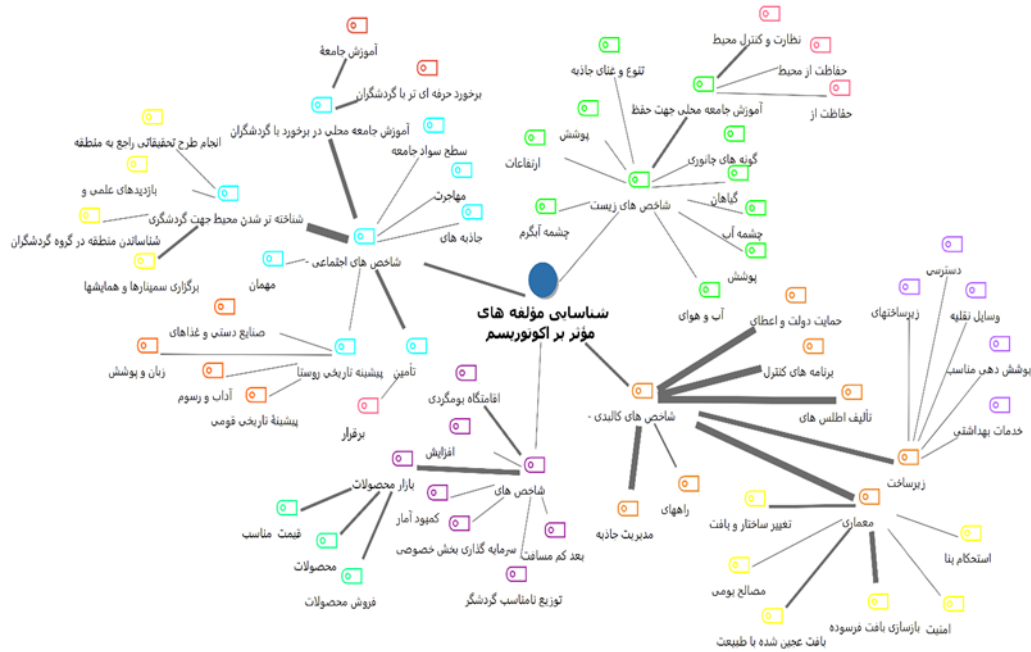 نظارت و کنترل محیط
آموزش جامعهٔ
تنوع و غنای جاذبه
حفاظت از محیط
برخورد حرفه ای تر با گردشگران
آموزش جامعه محلی جهت حفظ
حفاظت از
آموزش جامعه محلی در برخورد با گردشگران
پوشش
انجام طرح تحقیقاتی راجع به منطقه
سطح سواد جامعه
ارتفاعات
گونه های جانوری
بازدیدهای علمی و
مهاجرت
گیاهان
شاخص های زیست
شناخته تر شدن محیط جهت گردشگری
جاذبه های
چشمه آبگرم
چشمه آب
شناساندن منطقه در گروه گردشگران
شاخص های اجتماعی -
پوشش
دسترسی
مهمان
برگزاری سمینارها و همایشها
شناسایی مؤلفه های
مؤثر بر اکوتوریسم
آب و هوای
حمایت دولت و اعطای
زیرساختهای
وسایل نقلیه
صنایع دستی و غذاهای
زبان و پوشش
پیشینه تاریخی روستا
تأمین
برنامه های کنترل
پوشش دهی مناسب
آداب و رسوم
اقامتگاه بومگردی
شاخص های کالبدی -
تألیف اطلس های
پیشینهٔ تاریخی قومی
برقرار
خدمات بهداشتی
افزایش
بازار محصولات
شاخص های
زیرساخت
راههای
کمبود آمار
معماری
تغییر ساختار و بافت
قیمت مناسب
سرمایه گذاری بخش خصوصی
بعد کم مسافت
مدیریت جاذبه
استحکام بنا
محصولات
مصالح بومی
فروش محصولات
توزیع نامتاسب گردشگر
امنیت
بازسازی بافت فرسوده
بافت عجین شده با طبیعت